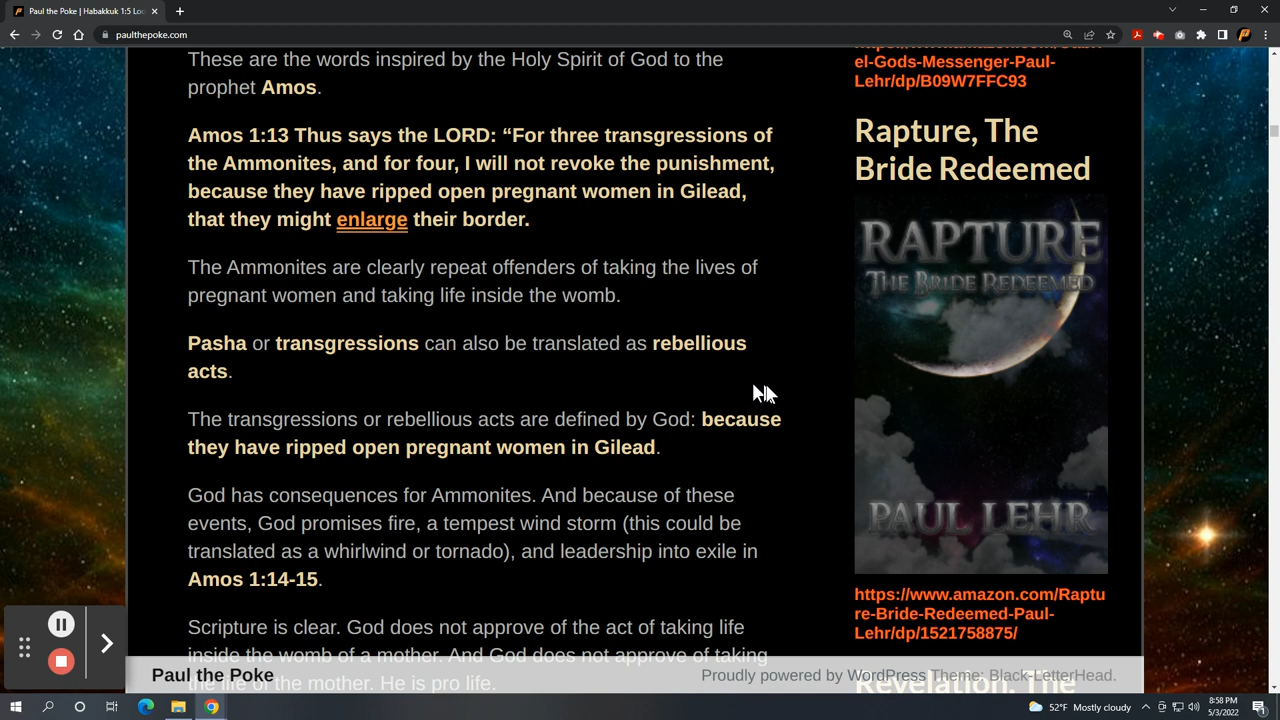 Paul the Poke | Habakkuk 1:5 Loo
paulthepoke.com
These are the words inspired by the Holy Spirit of God to the
prophet Amos.
Amos 1:13 Thus says the LORD: “For three transgressions of
the Ammonites, and for four, I will not revoke the punishment,
because they have ripped open pregnant women in Gilead,
that they might enlarge their border.
The Ammonites are clearly repeat offenders of taking the lives of
pregnant women and taking life inside the womb.
Pasha or transgressions can also be translated as rebellious
acts.
The transgressions or rebellious acts are defined by God: because
they have ripped open pregnant women in Gilead.
God has consequences for Ammonites. And because of these
events, God promises fire, a tempest wind storm (this could be
translated as a whirlwind or tornado), and leadership into exile in
Amos 1:14-15.
Scripture is clear. God does not approve of the act of taking life
inside the womb of a mother. And God does not approve of taking
the life of the mother. He is pro life.
el-Gods-Messenger-Paul-
Lehr/dp/B09W7FFC93
Rapture, The
Bride Redeemed
RAPTURE
THE BRIDE REDEEMED
PAUL LEHR
https://www.amazon.com/Raptu
re-Bride-Redeemed-Paul-
Lehr/dp/1521758875/
Revelation, The
Paul the Poke
Proudly powered by WordPress Theme: Black-LetterHead.
52°F Mostly cloudy
8:58 PM
5/3/2022